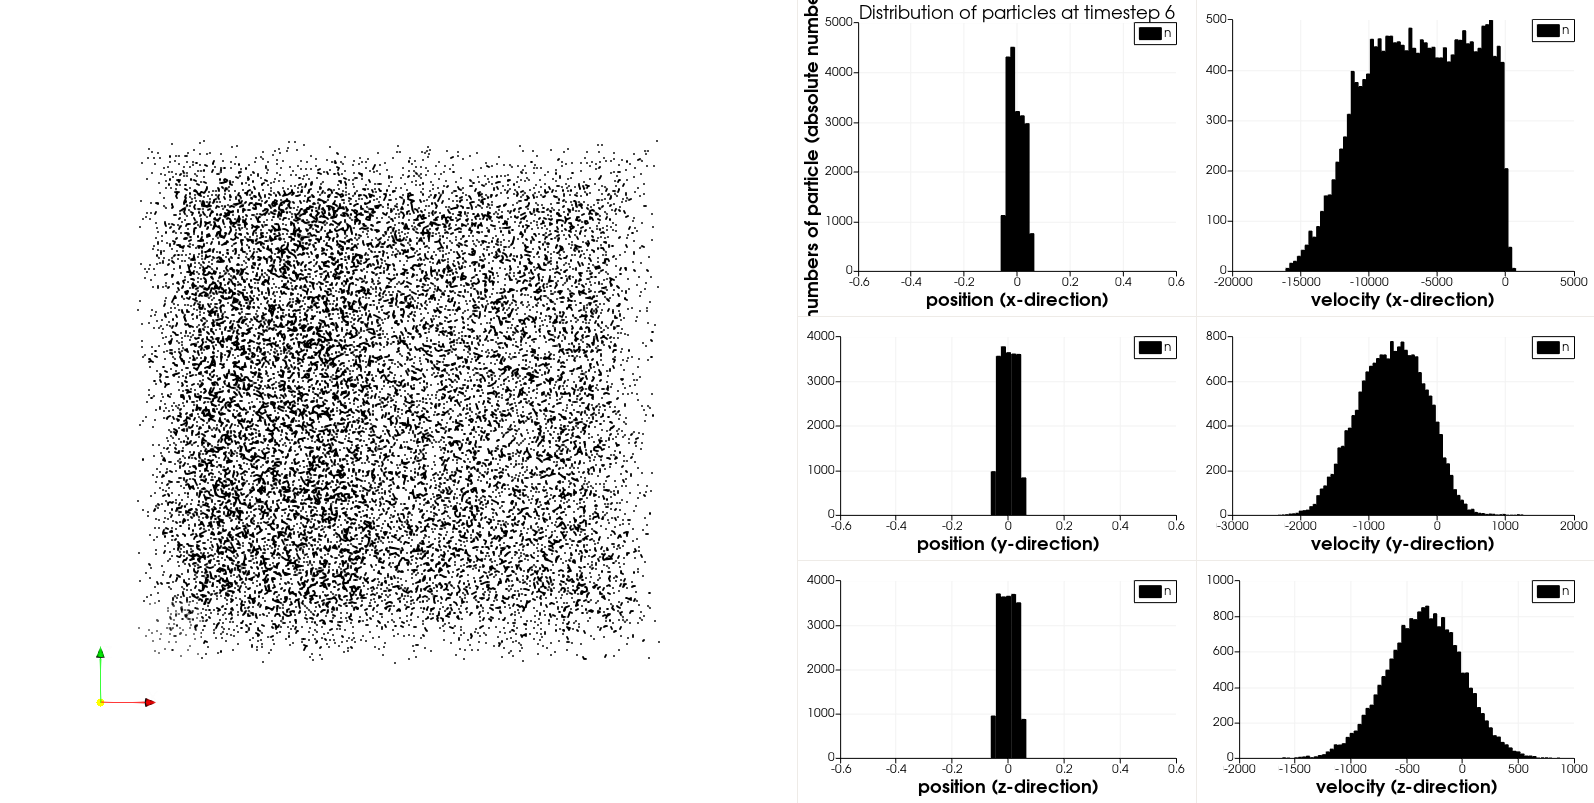 Distribution of particles at timestep 6
numbers of particle (absolute numbe
5000
4000
3000
2000
1000
0
-0.6 -0.4 -0.2 0 0.2 0.4 0.6
position (x-direction)
n
500
400
300
200
100
0
-20000 -15000 -10000 -5000 0 5000
velocity (x-direction)
n
4000
3000
2000
1000
0
-0.6 -0.4 -0.2 0 0.2 0.4 0.6
position (y-direction)
n
800
600
400
200
0
-3000 -2000 -1000 0 1000 2000
velocity (y-direction)
n
4000
3000
2000
1000
0
-0.6 -0.4 -0.2 0 0.2 0.4 0.6
position (z-direction)
n
1000
800
600
400
200
0
-2000 -1500 -1000 -500 0 500 1000
velocity (z-direction)
n